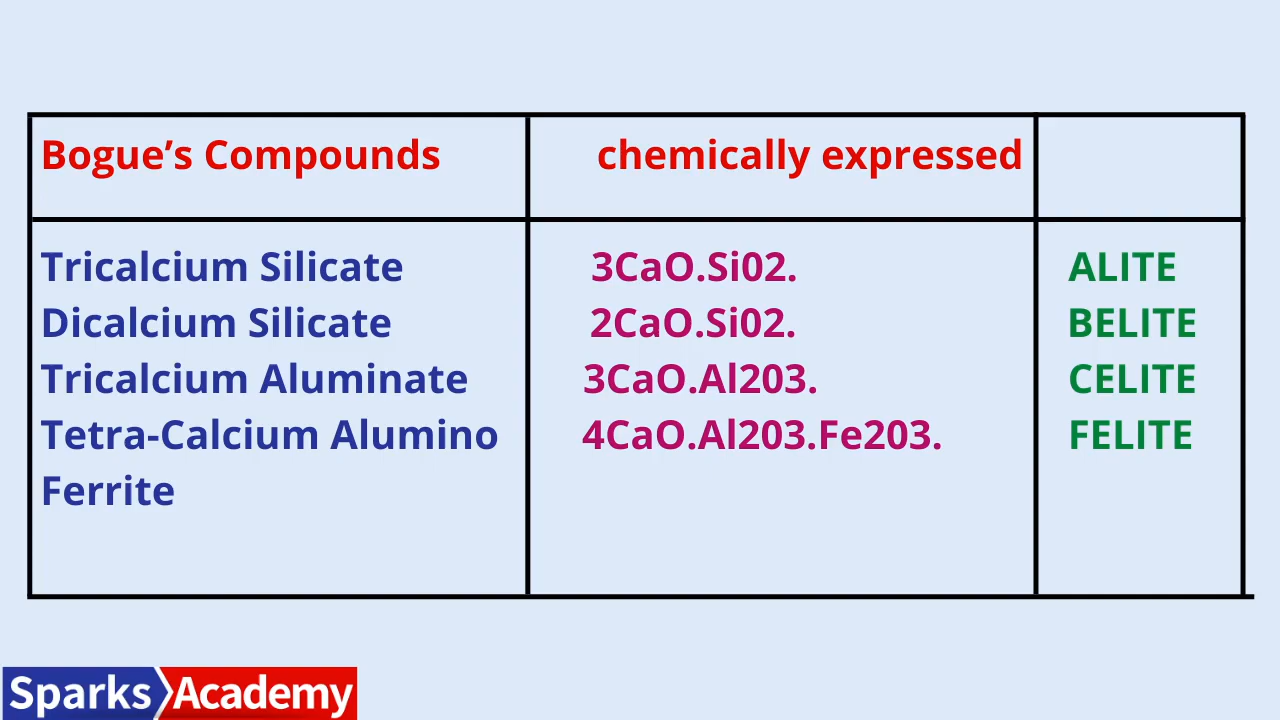 Bogue’s Compounds chemically expressed
Tricalcium Silicate 3CaO.Si02. ALITE
Dicalcium Silicate 2CaO.Si02. BELITE
Tricalcium Aluminate 3CaO.Al203. CELITE
Tetra-Calcium Alumino 4CaO.Al203.Fe203. FELITE
Ferrite
Sparks Academy